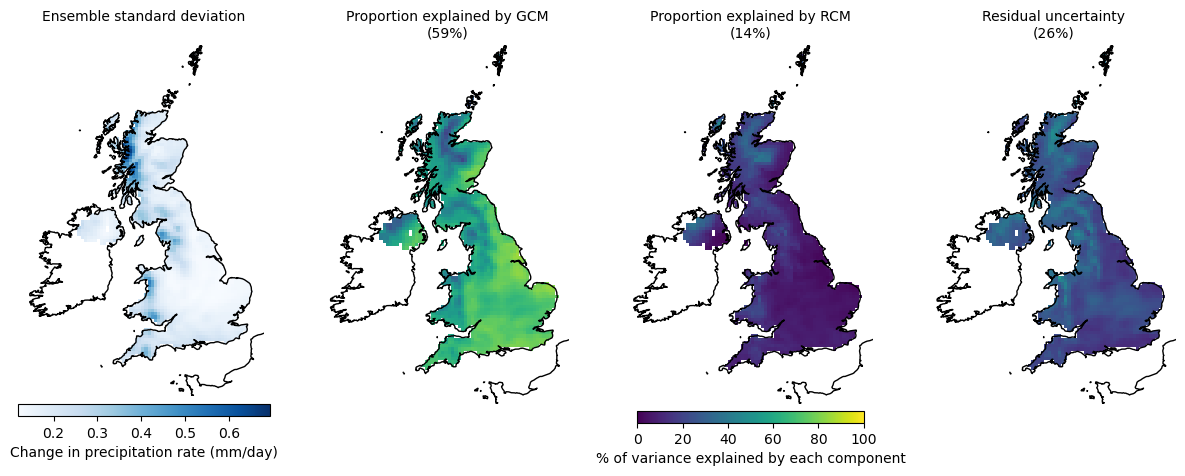 Ensemble standard deviation
Proportion explained by GCM
(59%)
Proportion explained by RCM
(14%)
Residual uncertainty
(26%)
0.2 0.3 0.4 0.5 0.6
Change in precipitation rate (mm/day)
0 20 40 60 80 100
% of variance explained by each component